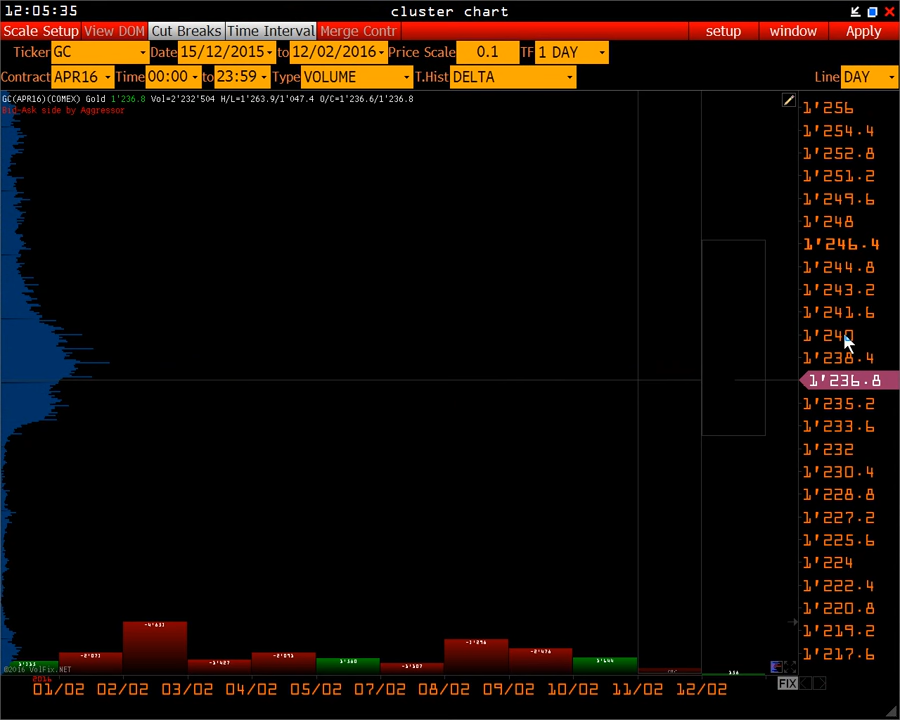 12:05:35 cluster chart
Scale Setup View DOM Cut Breaks Time Interval Merge Contr setup window Apply
Ticker GC Date 15/12/2015 to 12/02/2016 Price Scale 0.1 TF 1 DAY
Contract APR16 Time 00:00 to 23:59 Type VOLUME T.Hist DELTA Line DAY
GC(APR16)(COMEX) Gold 1'236.8 Vol=2'232'504 H/L=1'263.9/1'047.4 O/C=1'236.6/1'236.8
Bid-Ask side by Aggressor
1'256
1'254.4
1'252.8
1'251.2
1'249.6
1'248
1'246.4
1'244.8
1'243.2
1'241.6
1'240
1'238.4
1'236.8
1'235.2
1'233.6
1'232
1'230.4
1'228.8
1'227.2
1'225.6
1'224
1'222.4
1'220.8
1'219.2
1'217.6
©2016 VolFix.NET
2016
01/02 02/02 03/02 04/02 05/02 07/02 08/02 09/02 10/02 11/02 12/02
FIX